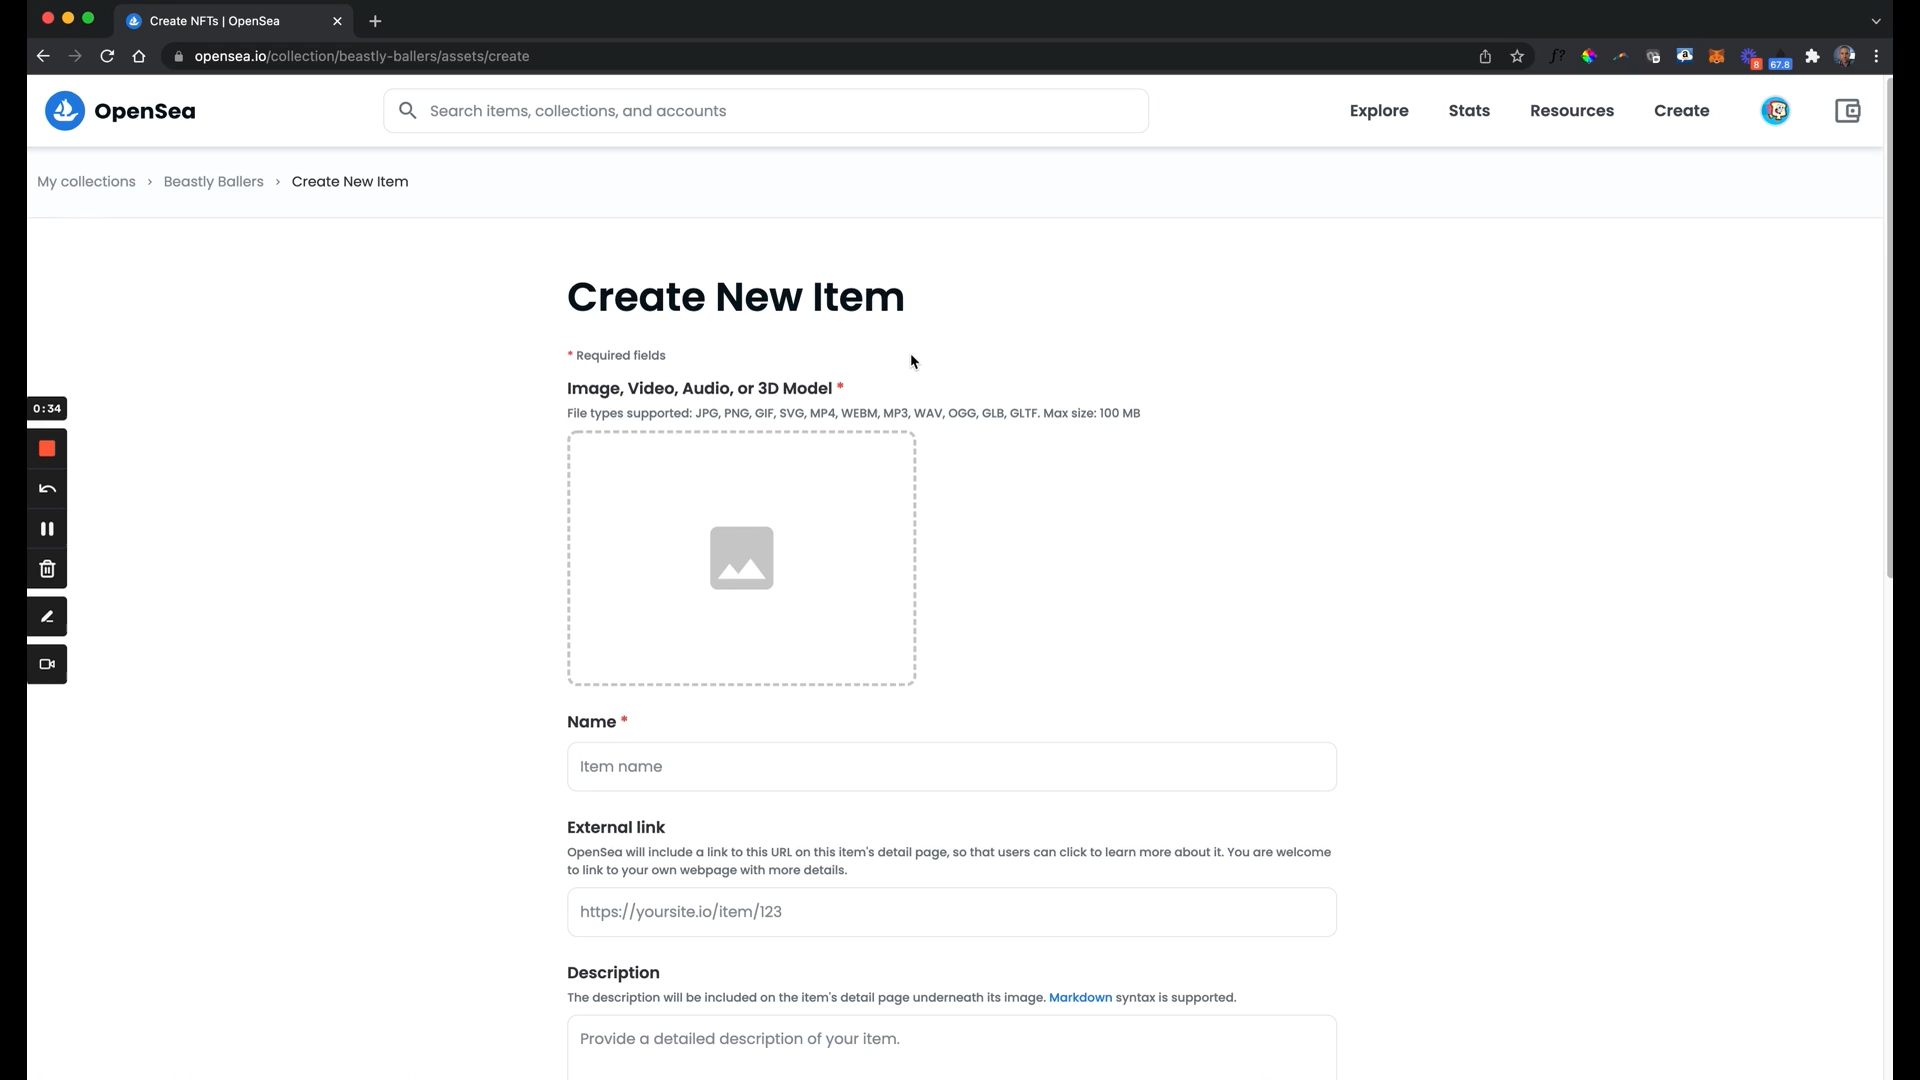 Create NFTs | OpenSea
opensea.io/collection/beastly-ballers/assets/create
8
67.8
OpenSea
Search items, collections, and accounts
Explore
Stats
Resources
Create
My collections > Beastly Ballers > Create New Item
Create New Item
* Required fields
Image, Video, Audio, or 3D Model *
File types supported: JPG, PNG, GIF, SVG, MP4, WEBM, MP3, WAV, OGG, GLB, GLTF. Max size: 100 MB
0:34
Name *
Item name
External link
OpenSea will include a link to this URL on this item's detail page, so that users can click to learn more about it. You are welcome
to link to your own webpage with more details.
https://yoursite.io/item/123
Description
The description will be included on the item's detail page underneath its image. Markdown syntax is supported.
Provide a detailed description of your item.